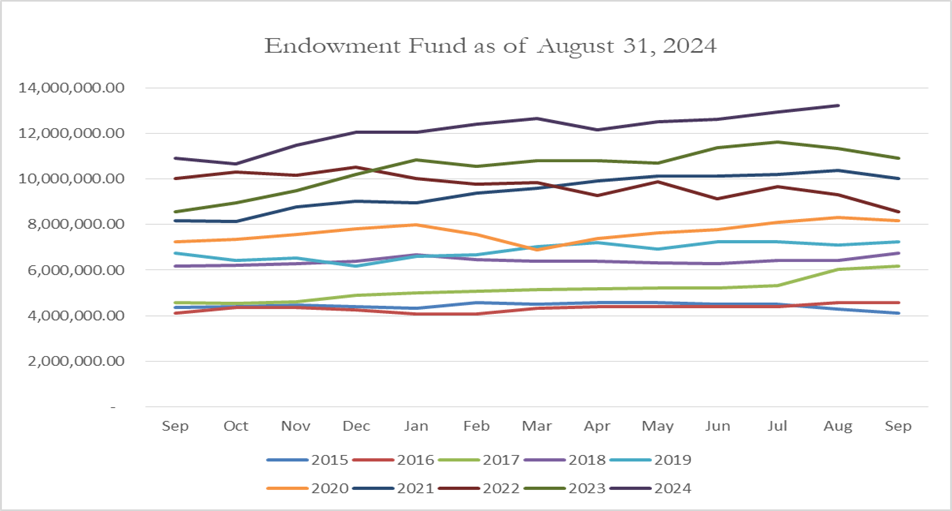 Endowment Fund as of August 31, 2024
14,000,000.00
12,000,000.00
10,000,000.00
8,000,000.00
6,000,000.00
4,000,000.00
2,000,000.00
-
Sep Oct Nov Dec Jan Feb Mar Apr May Jun Jul Aug Sep
2015 2016 2017 2018 2019
2020 2021 2022 2023 2024